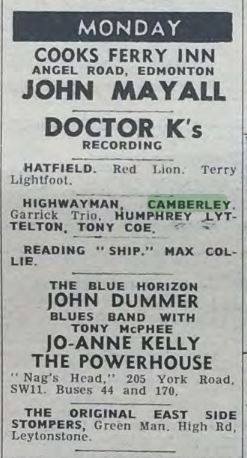 MONDAY
COOKS FERRY INN
ANGEL ROAD, EDMONTON
JOHN MAYALL
DOCTOR K's
RECORDING
HATFIELD. Red Lion. Terry
Lightfoot.
HIGHWAYMAN, CAMBERLEY.
Garrick Trio, HUMPHREY LYT-
TELTON, TONY COE.
READING "SHIP." MAX COL-
LIE.
THE BLUE HORIZON
JOHN DUMMER
BLUES BAND WITH
TONY McPHEE
JO-ANNE KELLY
THE POWERHOUSE
"Nag's Head," 205 York Road,
SW11. Buses 44 and 170.
THE ORIGINAL EAST SIDE
STOMPERS, Green Man, High Rd,
Leytonstone.